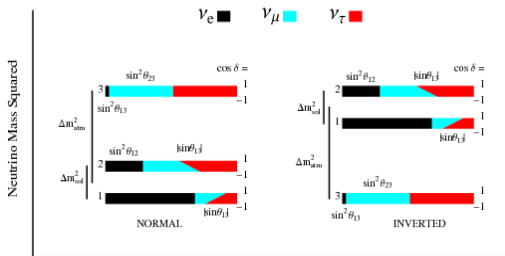 νe νμ ντ
Neutrino Mass Squared
cos δ =
sin²θ23
3
1
−1
sin²θ13
Δm²atm
sin²θ12
|sinθ13|
2
1
−1
Δm²sol
1
1
−1
|sinθ13|
NORMAL
cos δ =
sin²θ12
|sinθ13|
2
1
−1
Δm²sol
1
1
−1
|sinθ13|
Δm²atm
sin²θ23
3
1
−1
sin²θ13
INVERTED